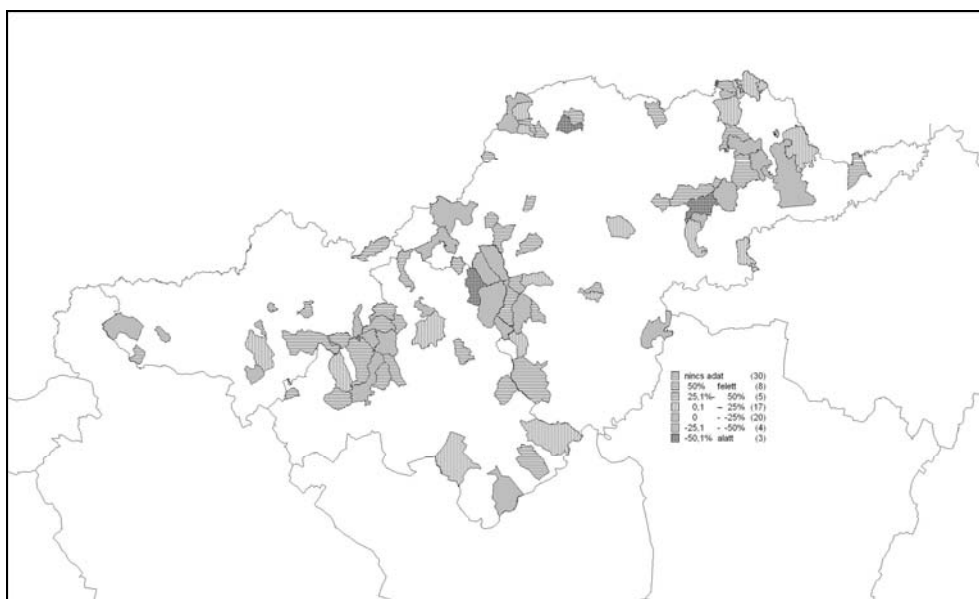 nincs adat (30)
50% felett (8)
25,1%- 50% (5)
0,1 – 25% (17)
0 - -25% (20)
-25,1 - -50% (4)
-50,1% alatt (3)